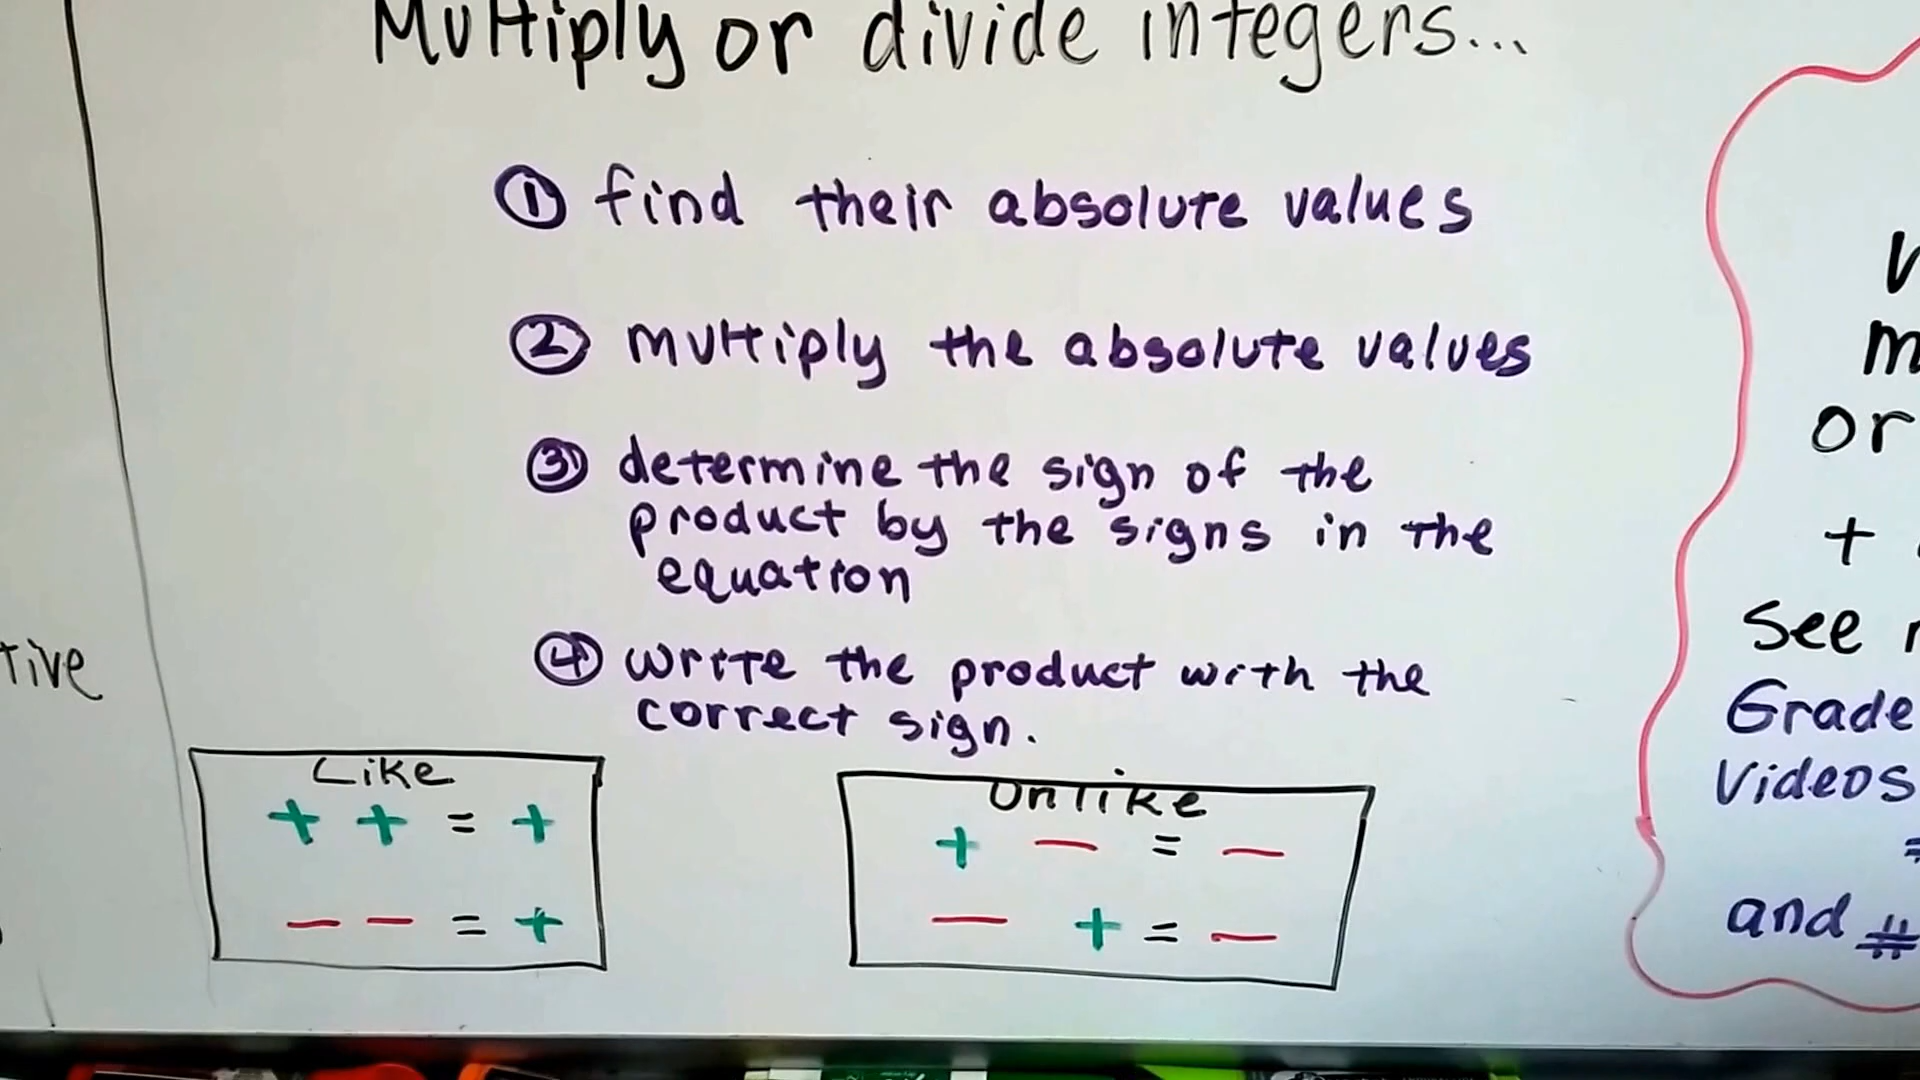 Multiply or divide integers...
① find their absolute values
② multiply the absolute values
③ determine the sign of the
product by the signs in the
equation
④ write the product with the
correct sign.
tive
Like
+ + = +
— — = +
Unlike
+ — = —
— + = —
or
+
See
Grade
Videos
and #